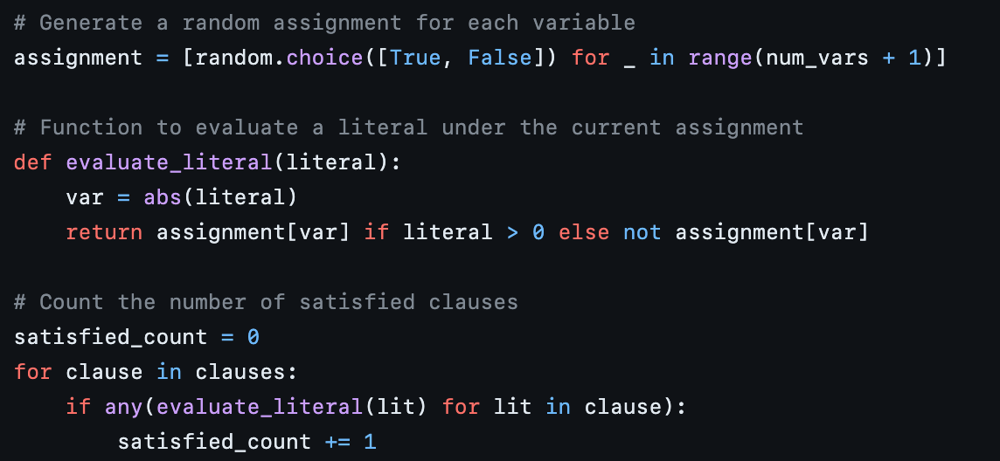 # Generate a random assignment for each variable
assignment = [random.choice([True, False]) for _ in range(num_vars + 1)]

# Function to evaluate a literal under the current assignment
def evaluate_literal(literal):
    var = abs(literal)
    return assignment[var] if literal > 0 else not assignment[var]

# Count the number of satisfied clauses
satisfied_count = 0
for clause in clauses:
    if any(evaluate_literal(lit) for lit in clause):
        satisfied_count += 1